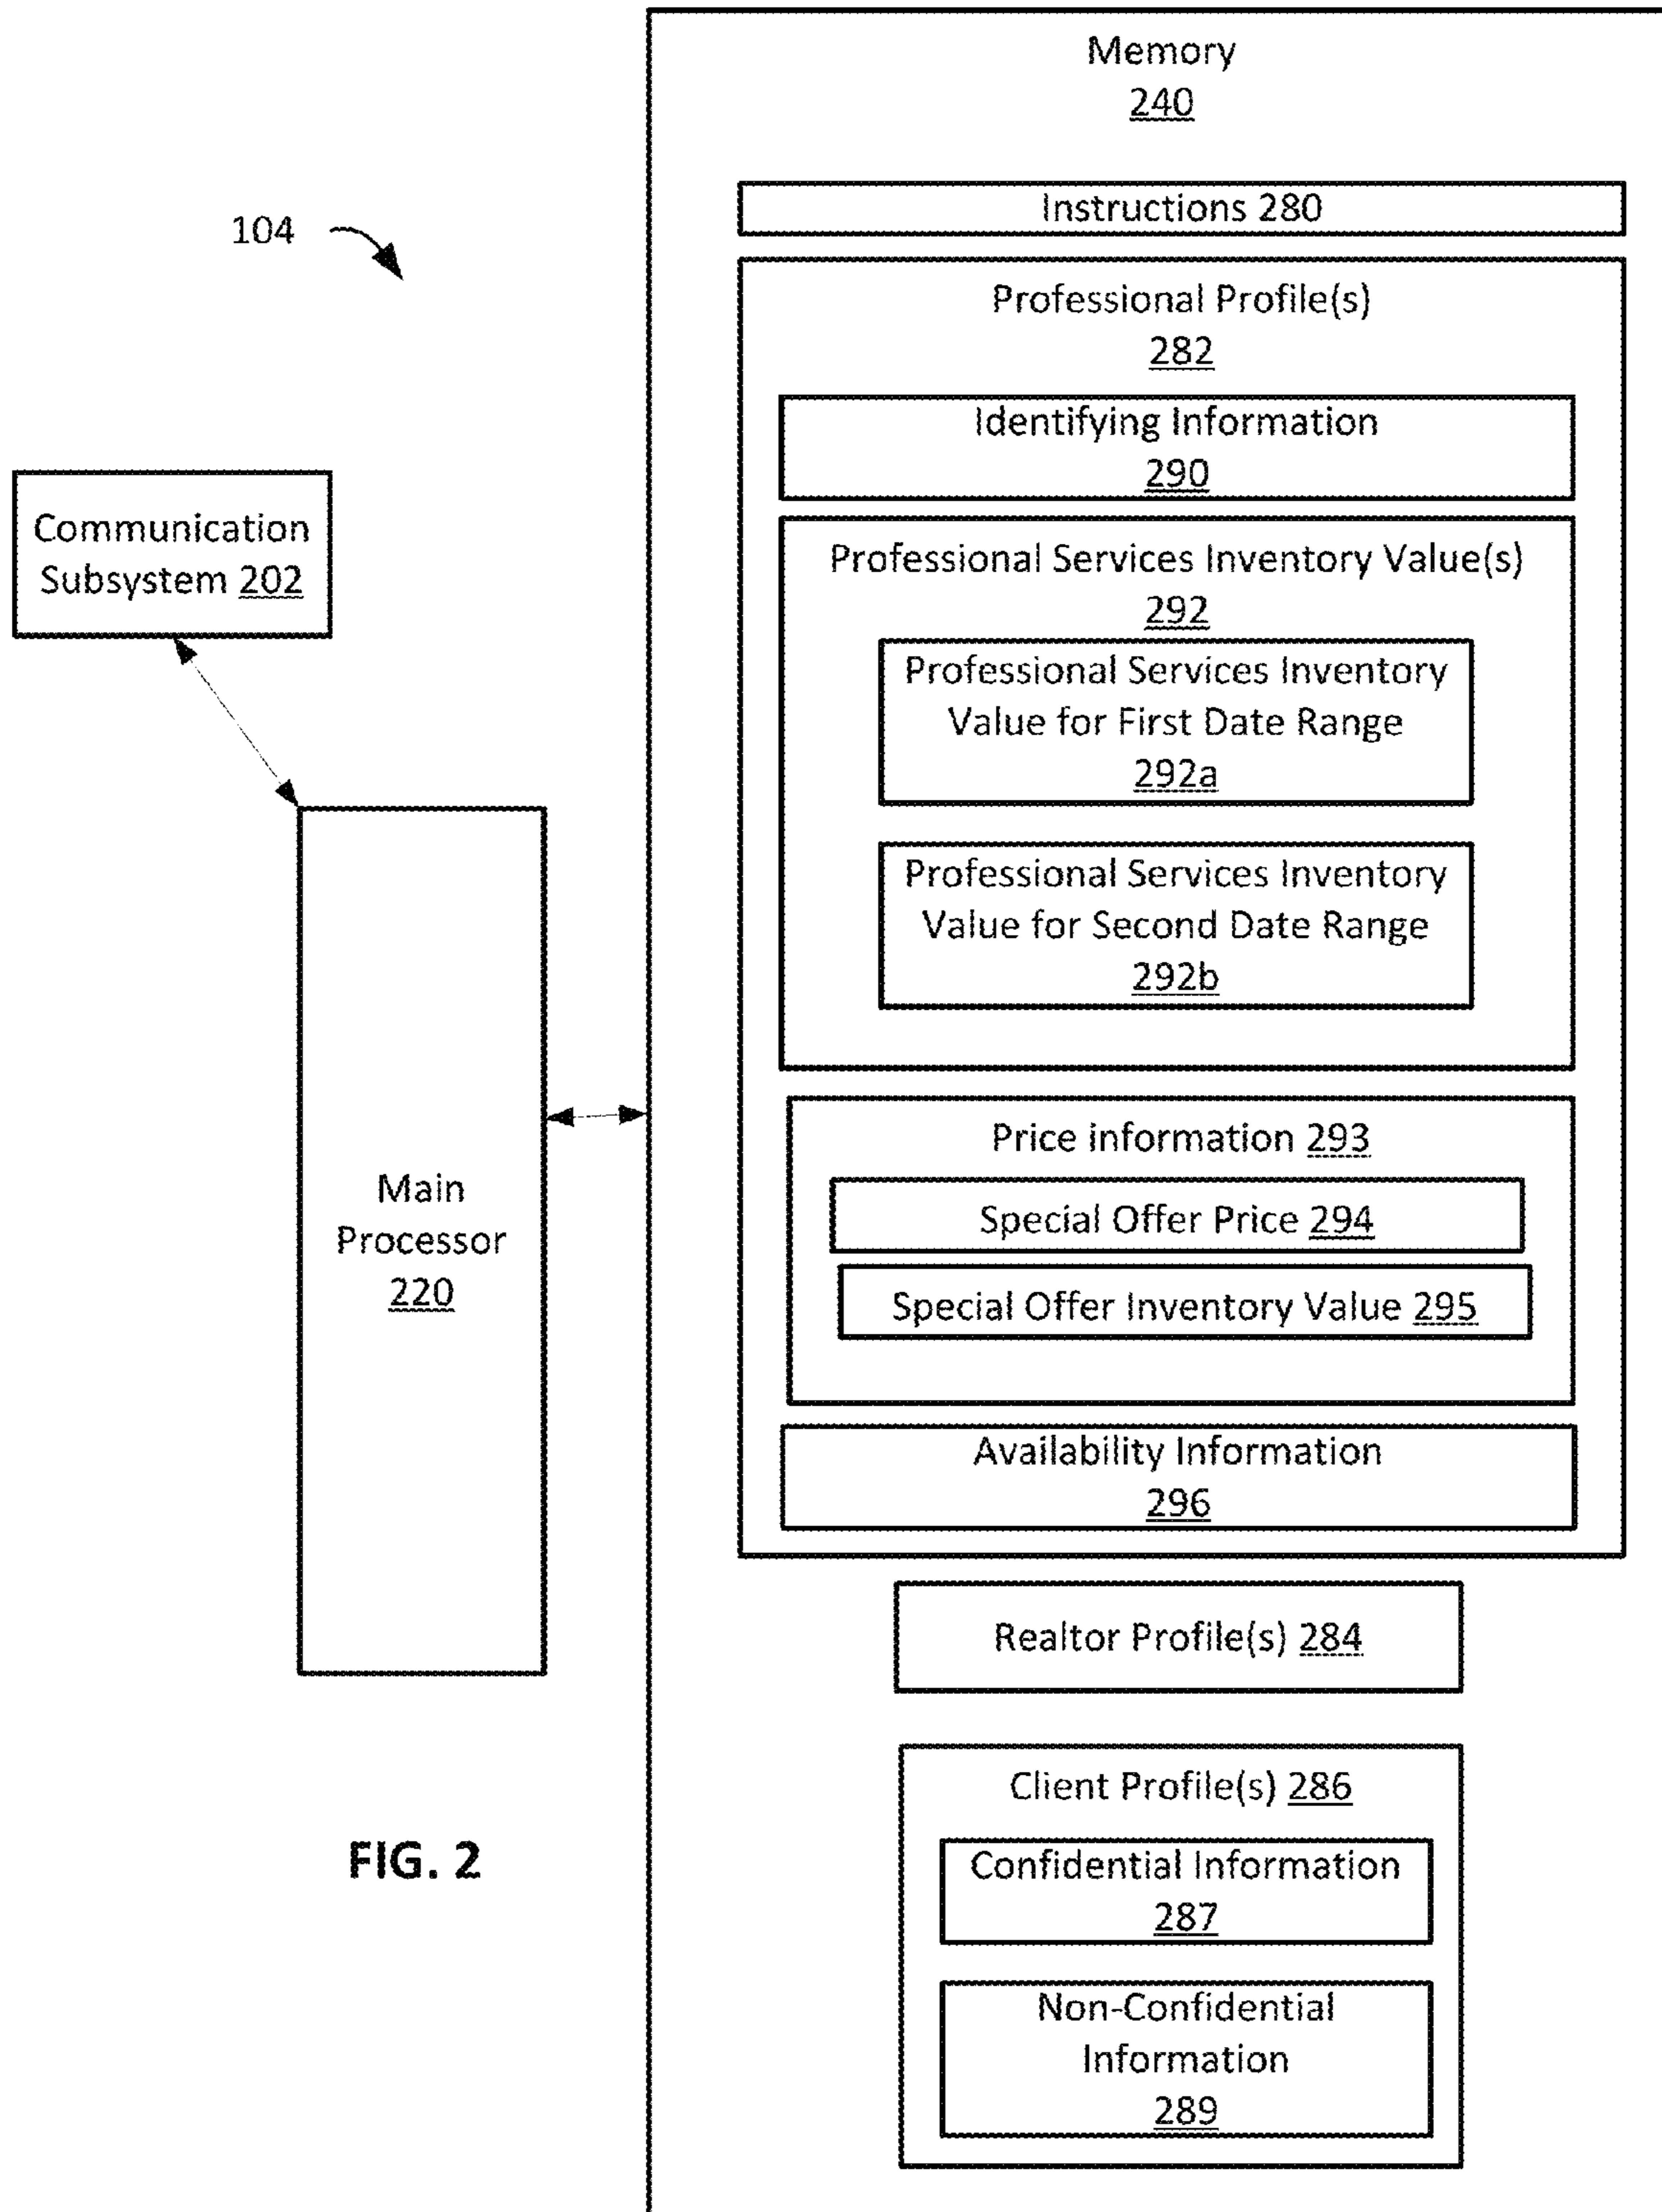 Memory
240
Instructions 280
104
Professional Profile(s)
282
Identifying Information
290
Communication
Subsystem 202
Professional Services Inventory Value(s)
292
Professional Services Inventory
Value for First Date Range
292a
Professional Services Inventory
Value for Second Date Range
292b
Main
Processor
220
Price information 293
Special Offer Price 294
Special Offer Inventory Value 295
Availability Information
296
Realtor Profile(s) 284
Client Profile(s) 286
Confidential Information
287
Non-Confidential
Information
289
FIG. 2